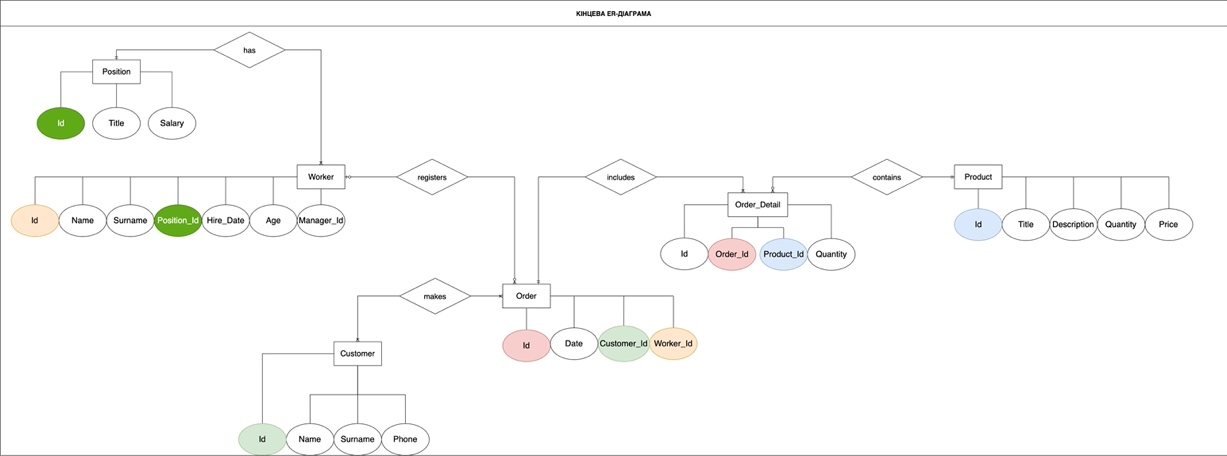 КІНЦЕВА ER-ДІАГРАМА
has
Position
Id
Title
Salary
Worker
registers
includes
contains
Product
Id
Name
Surname
Position_Id
Hire_Date
Age
Manager_Id
Order_Detail
Id
Title
Description
Quantity
Price
Id
Order_Id
Product_Id
Quantity
makes
Order
Id
Date
Customer_Id
Worker_Id
Customer
Id
Name
Surname
Phone